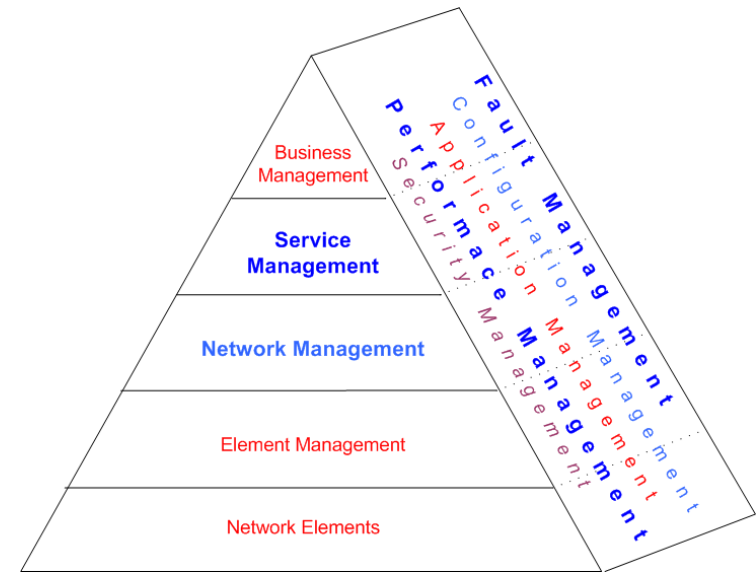 Business
Management
Service
Management
Network Management
Element Management
Network Elements
Fault Management
Configuration Management
Application Management
Performace Management
Security Management